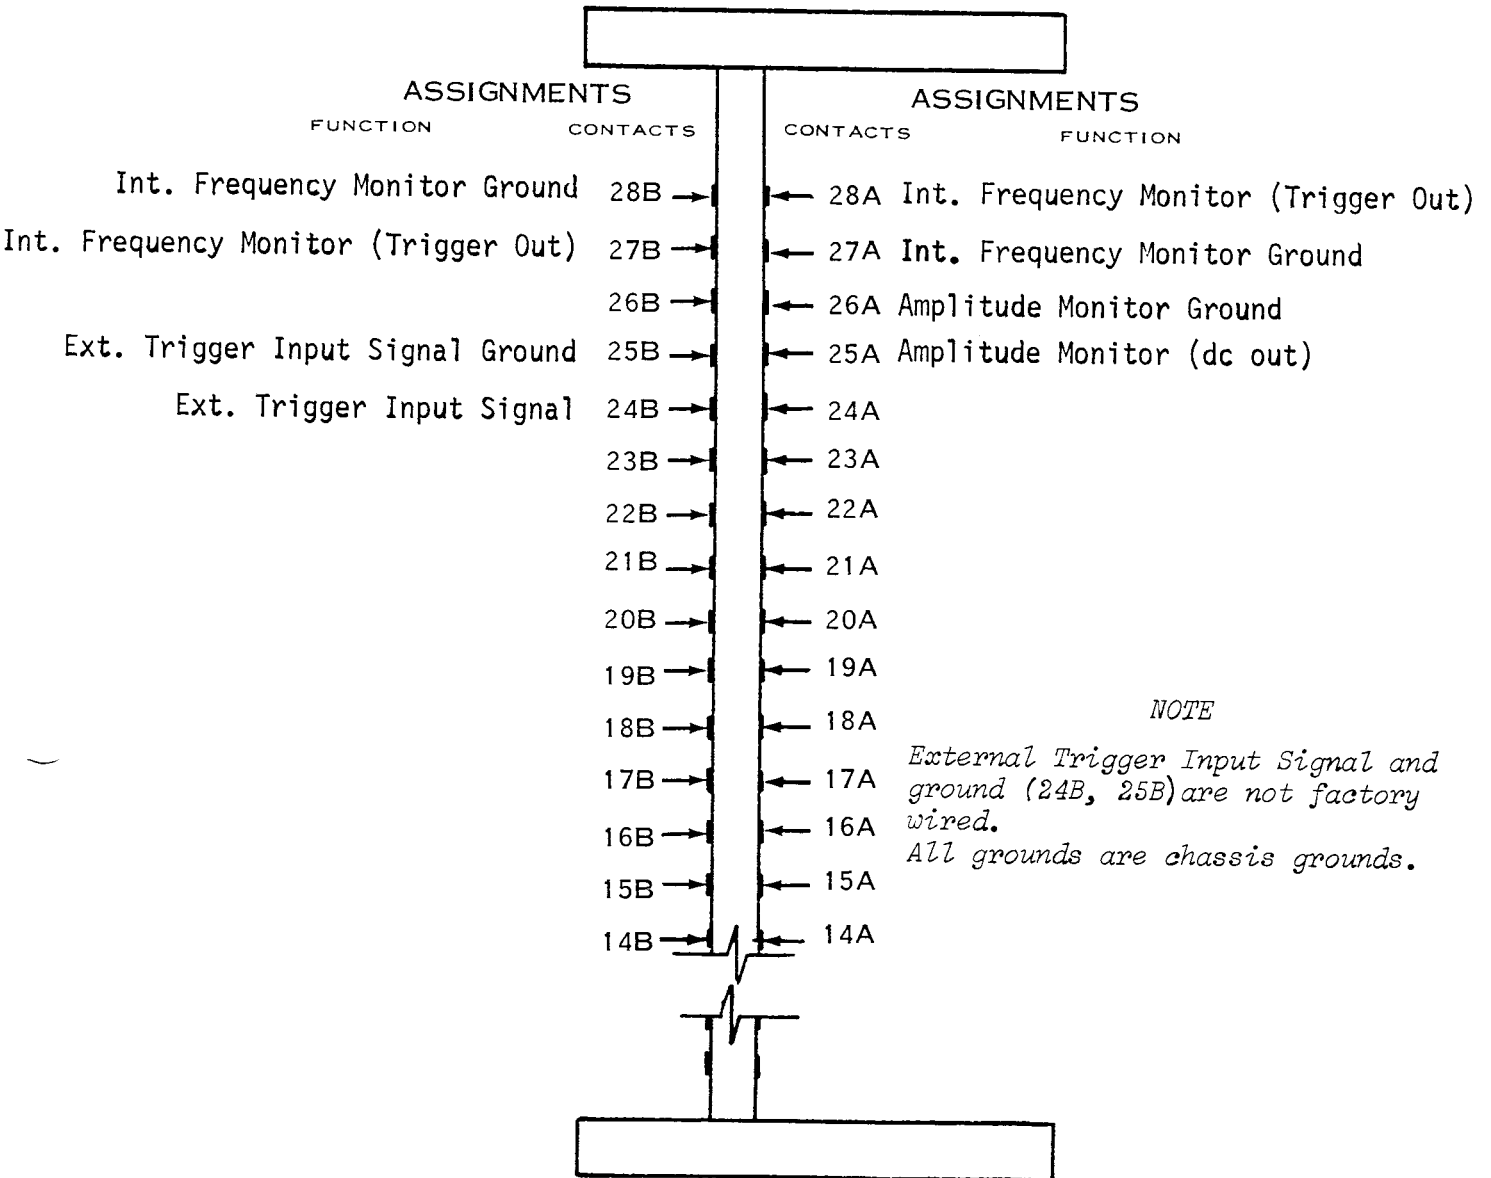 ASSIGNMENTS ASSIGNMENTS
FUNCTION CONTACTS CONTACTS FUNCTION
Int. Frequency Monitor Ground 28B 28A Int. Frequency Monitor (Trigger Out)
Int. Frequency Monitor (Trigger Out) 27B 27A Int. Frequency Monitor Ground
26B 26A Amplitude Monitor Ground
Ext. Trigger Input Signal Ground 25B 25A Amplitude Monitor (dc out)
Ext. Trigger Input Signal 24B 24A
23B 23A
22B 22A
21B 21A
20B 20A
19B 19A
18B 18A
17B 17A
16B 16A
15B 15A
14B 14A
NOTE
External Trigger Input Signal and
ground (24B, 25B) are not factory
wired.
All grounds are chassis grounds.